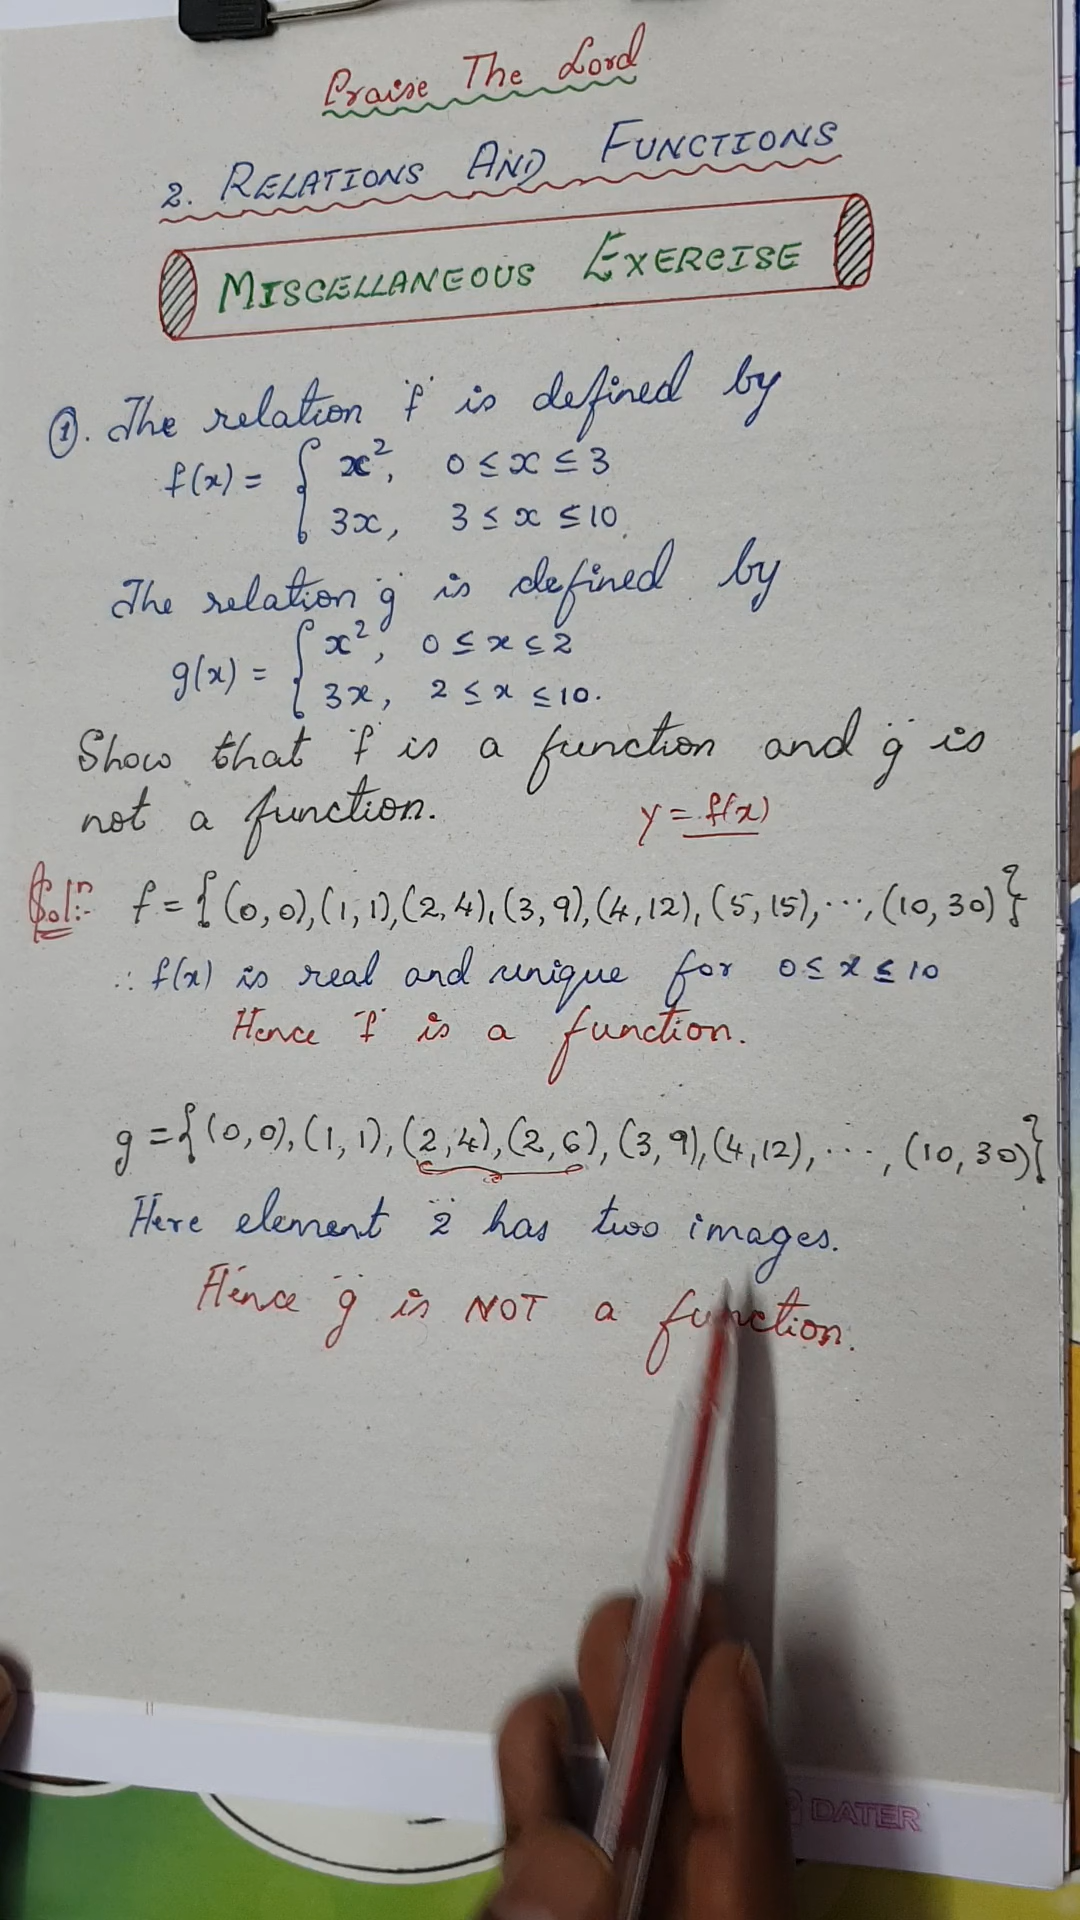 Praise The Lord
2. RELATIONS AND FUNCTIONS
MISCELLANEOUS EXERCISE
①. The relation 'f' is defined by
f(x) = { x², 0 ≤ x ≤ 3
3x, 3 ≤ x ≤ 10.
The relation 'g' is defined by
g(x) = { x², 0 ≤ x ≤ 2
3x, 2 ≤ x ≤ 10.
Show that 'f' is a function and 'g' is
not a function. y = f(x)
Solⁿ:- f = {(0,0),(1,1),(2,4),(3,9),(4,12),(5,15),...,(10,30)}
∴ f(x) is real and unique for 0 ≤ x ≤ 10
Hence 'f' is a function.
g = {(0,0),(1,1),(2,4),(2,6),(3,9),(4,12),...,(10,30)}
Here element '2' has two images.
Hence 'g' is NOT a function.
DATER